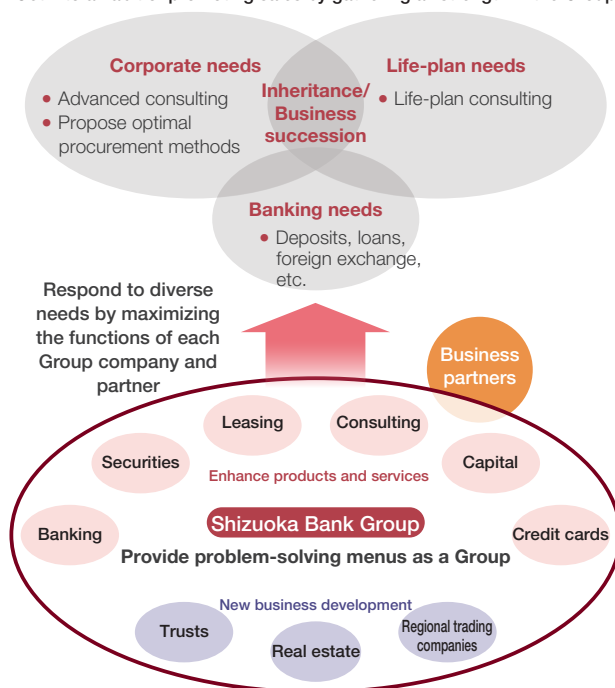 Corporate needs
• Advanced consulting
• Propose optimal
procurement methods
Life-plan needs
• Life-plan consulting
Inheritance/
Business
succession
Banking needs
• Deposits, loans,
foreign exchange,
etc.
Respond to diverse
needs by maximizing
the functions of each
Group company and
partner
Business
partners
Leasing
Consulting
Securities
Capital
Enhance products and services
Banking
Shizuoka Bank Group
Credit cards
Provide problem-solving menus as a Group
New business development
Trusts
Real estate
Regional trading
companies